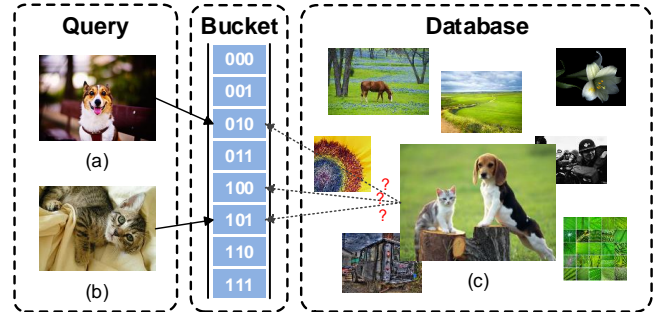 Query
Bucket
Database
000
001
010
011
100
101
110
111
(a)
(b)
?
?
?
(c)